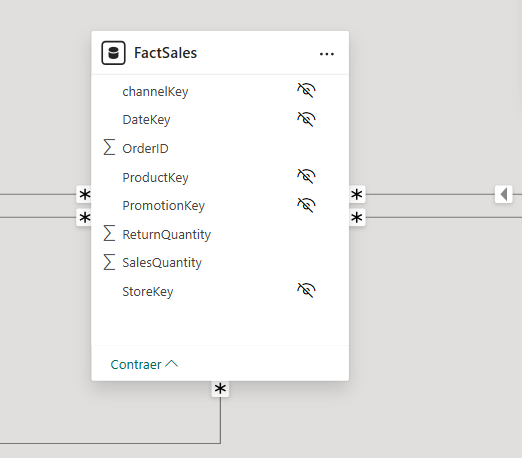 FactSales
channelKey
DateKey
∑ OrderID
ProductKey
PromotionKey
∑ ReturnQuantity
∑ SalesQuantity
StoreKey
Contraer